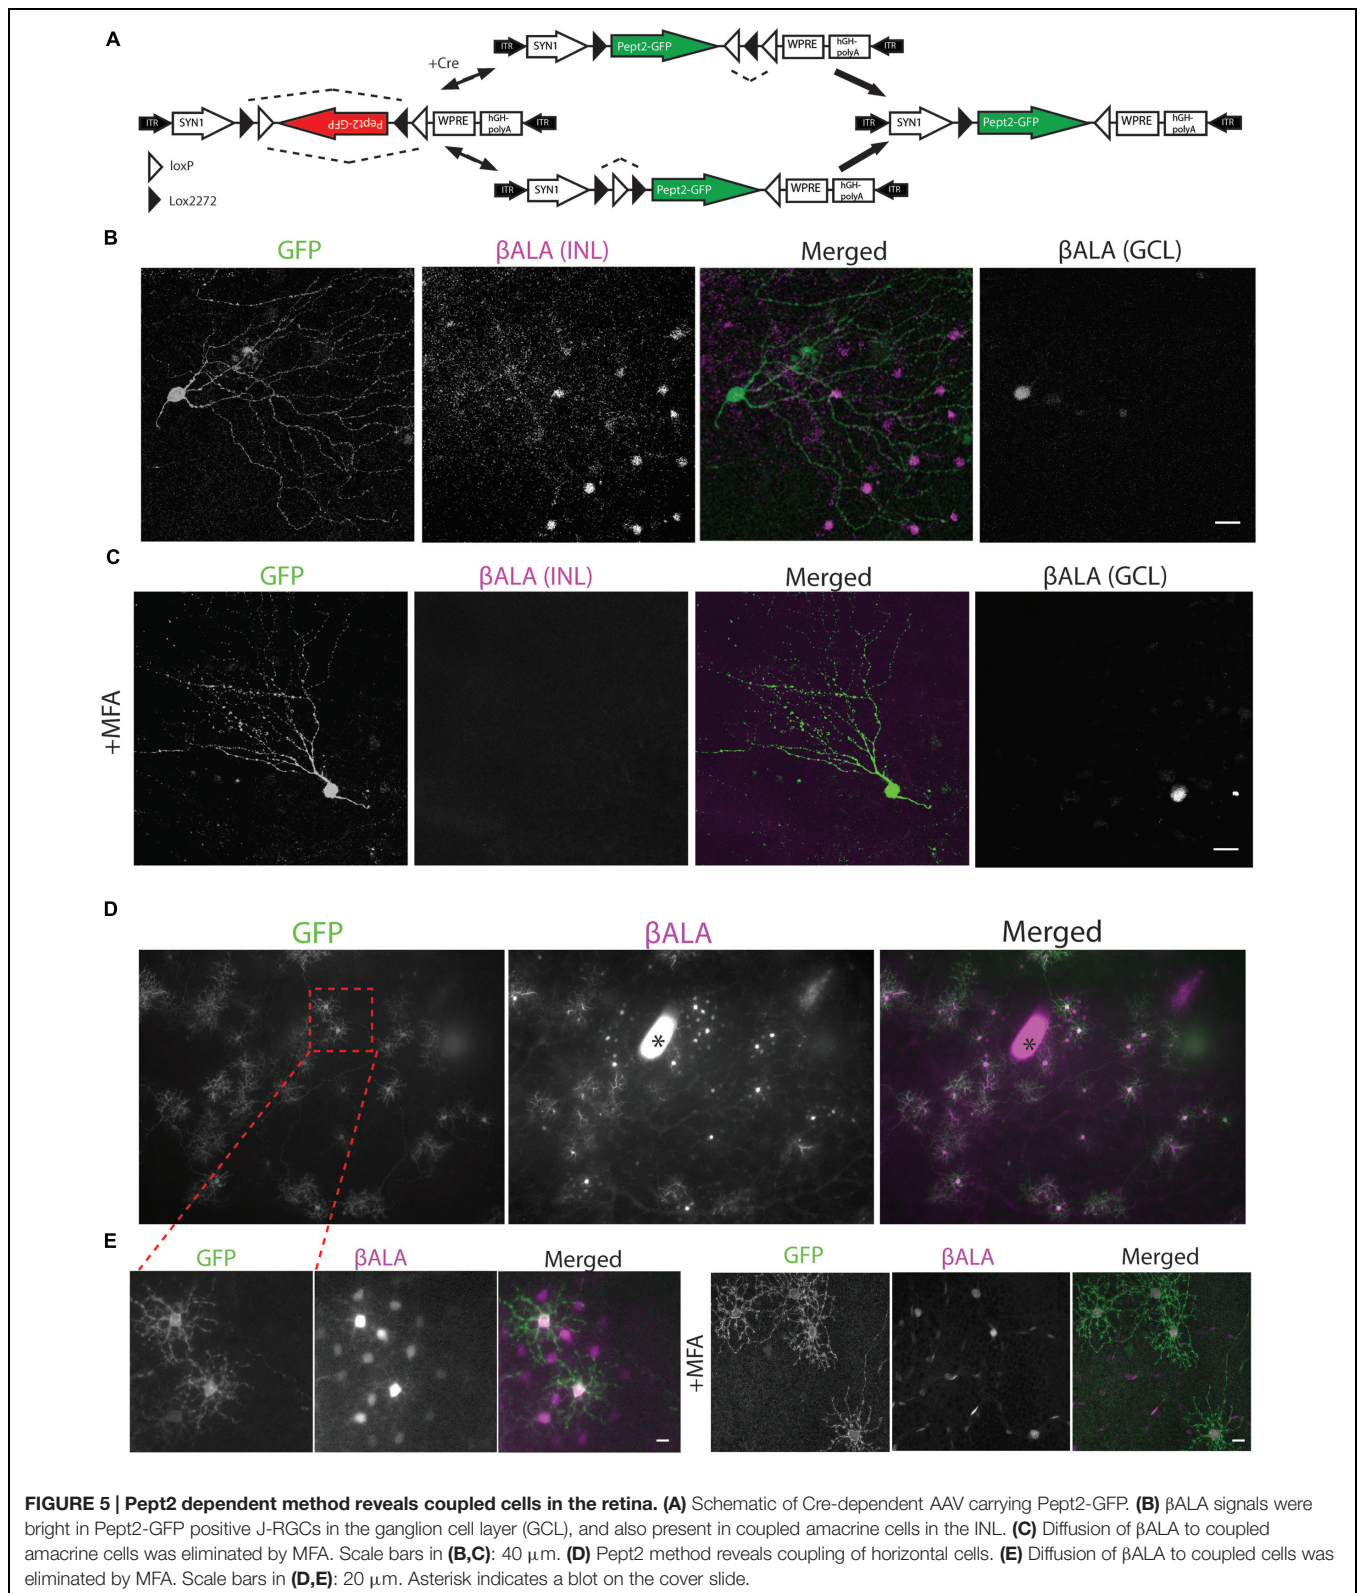 A
ITR SYN1 Pept2-GFP WPRE hGH-polyA ITR
+Cre
ITR SYN1 Pept2-GFP WPRE hGH-polyA ITR
ITR SYN1 Pept2-GFP WPRE hGH-polyA ITR
loxP
ITR SYN1 Pept2-GFP WPRE hGH-polyA ITR
Lox2272
B
GFP βALA (INL) Merged βALA (GCL)
C
GFP βALA (INL) Merged βALA (GCL)
+MFA
D
GFP βALA Merged
*
*
E
GFP βALA Merged GFP βALA Merged
+MFA
FIGURE 5 | Pept2 dependent method reveals coupled cells in the retina. (A) Schematic of Cre-dependent AAV carrying Pept2-GFP. (B) βALA signals were
bright in Pept2-GFP positive J-RGCs in the ganglion cell layer (GCL), and also present in coupled amacrine cells in the INL. (C) Diffusion of βALA to coupled
amacrine cells was eliminated by MFA. Scale bars in (B,C): 40 μm. (D) Pept2 method reveals coupling of horizontal cells. (E) Diffusion of βALA to coupled cells was
eliminated by MFA. Scale bars in (D,E): 20 μm. Asterisk indicates a blot on the cover slide.